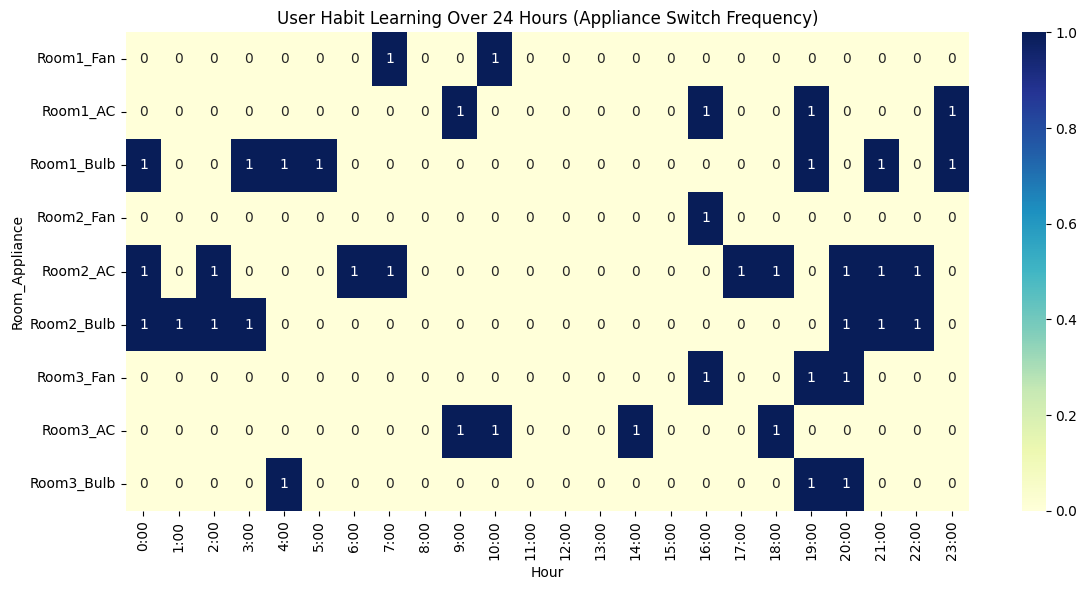 User Habit Learning Over 24 Hours (Appliance Switch Frequency)
Room_Appliance
Room1_Fan 0 0 0 0 0 0 0 1 0 0 1 0 0 0 0 0 0 0 0 0 0 0 0 0
Room1_AC 0 0 0 0 0 0 0 0 0 1 0 0 0 0 0 0 1 0 0 1 0 0 0 1
Room1_Bulb 1 0 0 1 1 1 0 0 0 0 0 0 0 0 0 0 0 0 0 1 0 1 0 1
Room2_Fan 0 0 0 0 0 0 0 0 0 0 0 0 0 0 0 0 1 0 0 0 0 0 0 0
Room2_AC 1 0 1 0 0 0 1 1 0 0 0 0 0 0 0 0 0 1 1 0 1 1 1 0
Room2_Bulb 1 1 1 1 0 0 0 0 0 0 0 0 0 0 0 0 0 0 0 0 1 1 1 0
Room3_Fan 0 0 0 0 0 0 0 0 0 0 0 0 0 0 0 0 1 0 0 1 1 0 0 0
Room3_AC 0 0 0 0 0 0 0 0 0 1 1 0 0 0 1 0 0 0 1 0 0 0 0 0
Room3_Bulb 0 0 0 0 1 0 0 0 0 0 0 0 0 0 0 0 0 0 0 1 1 0 0 0
0:00 1:00 2:00 3:00 4:00 5:00 6:00 7:00 8:00 9:00 10:00 11:00 12:00 13:00 14:00 15:00 16:00 17:00 18:00 19:00 20:00 21:00 22:00 23:00
Hour
1.0
0.8
0.6
0.4
0.2
0.0